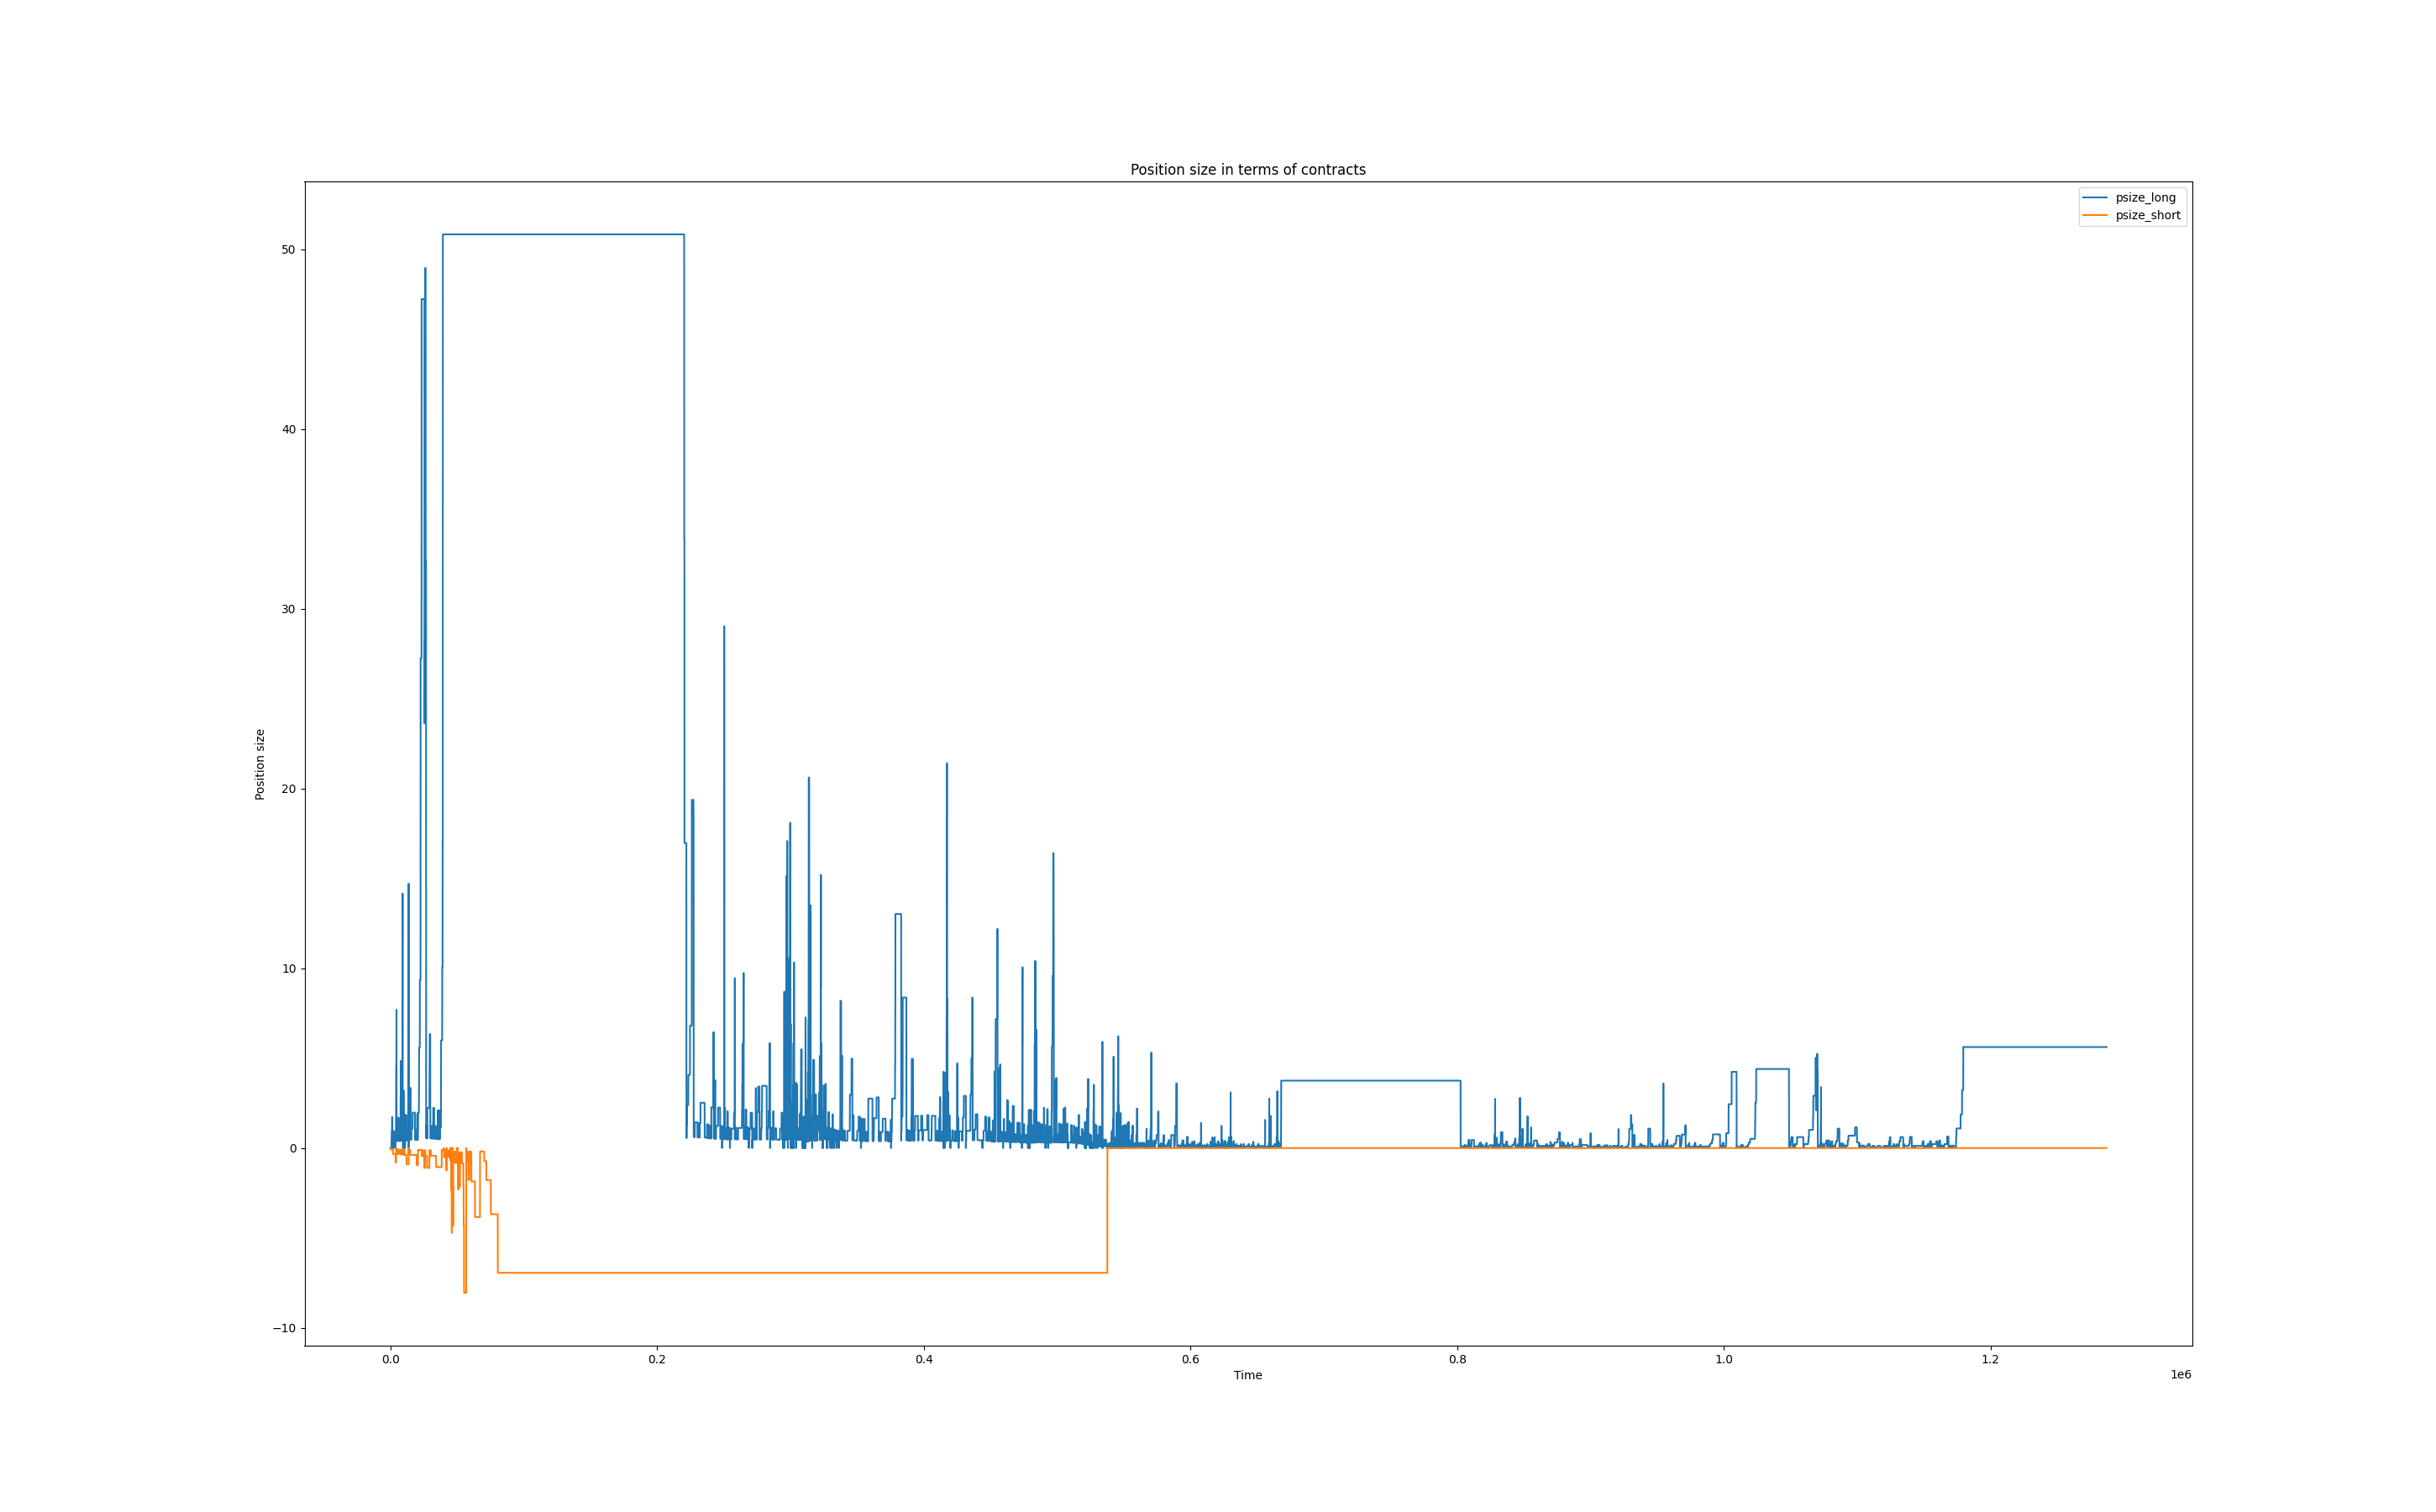 Position size in terms of contracts
psize_long
psize_short
Position size
50
40
30
20
10
0
−10
0.0 0.2 0.4 0.6 0.8 1.0 1.2
Time
1e6